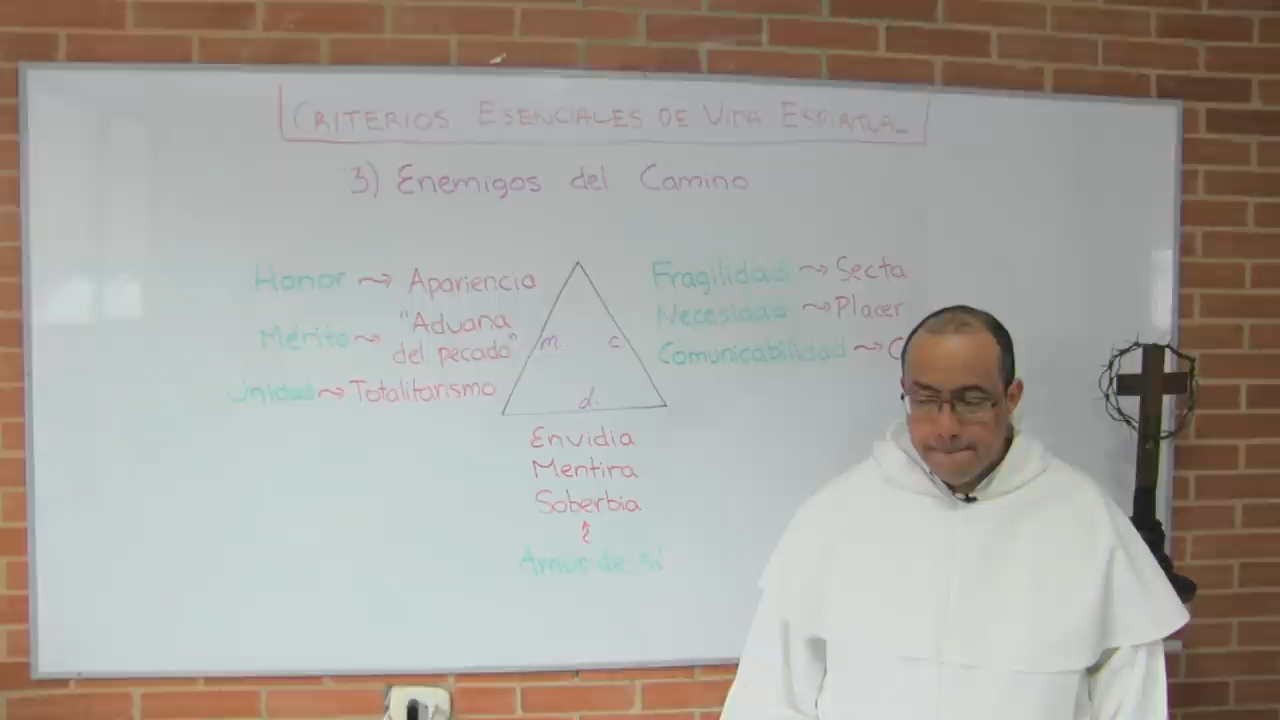 CRITERIOS ESENCIALES DE VIDA ESPIRITUAL
3) Enemigos del Camino
Honor ⤳ Apariencia
Mérito ⤳ "Aduana
del pecado"
Unidad ⤳ Totalitarismo
m.
c
d.
Fragilidad ⤳ Secta
Necesidad ⤳ Placer
Comunicabilidad ⤳ C
Envidia
Mentira
Soberbia
Amor de sí